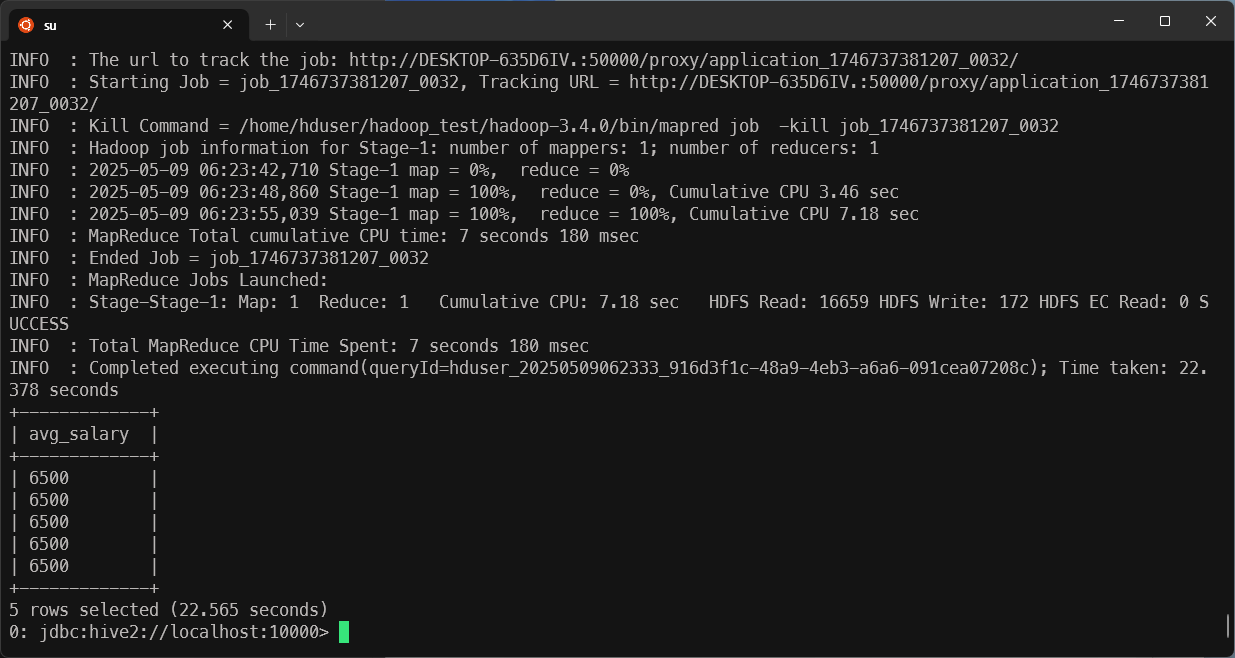 su
INFO  : The url to track the job: http://DESKTOP-635D6IV.:50000/proxy/application_1746737381207_0032/
INFO  : Starting Job = job_1746737381207_0032, Tracking URL = http://DESKTOP-635D6IV.:50000/proxy/application_1746737381
207_0032/
INFO  : Kill Command = /home/hduser/hadoop_test/hadoop-3.4.0/bin/mapred job  -kill job_1746737381207_0032
INFO  : Hadoop job information for Stage-1: number of mappers: 1; number of reducers: 1
INFO  : 2025-05-09 06:23:42,710 Stage-1 map = 0%,  reduce = 0%
INFO  : 2025-05-09 06:23:48,860 Stage-1 map = 100%,  reduce = 0%, Cumulative CPU 3.46 sec
INFO  : 2025-05-09 06:23:55,039 Stage-1 map = 100%,  reduce = 100%, Cumulative CPU 7.18 sec
INFO  : MapReduce Total cumulative CPU time: 7 seconds 180 msec
INFO  : Ended Job = job_1746737381207_0032
INFO  : MapReduce Jobs Launched:
INFO  : Stage-Stage-1: Map: 1  Reduce: 1   Cumulative CPU: 7.18 sec   HDFS Read: 16659 HDFS Write: 172 HDFS EC Read: 0 S
UCCESS
INFO  : Total MapReduce CPU Time Spent: 7 seconds 180 msec
INFO  : Completed executing command(queryId=hduser_20250509062333_916d3f1c-48a9-4eb3-a6a6-091cea07208c); Time taken: 22.
378 seconds
+-------------+
| avg_salary  |
+-------------+
| 6500        |
| 6500        |
| 6500        |
| 6500        |
| 6500        |
+-------------+
5 rows selected (22.565 seconds)
0: jdbc:hive2://localhost:10000>